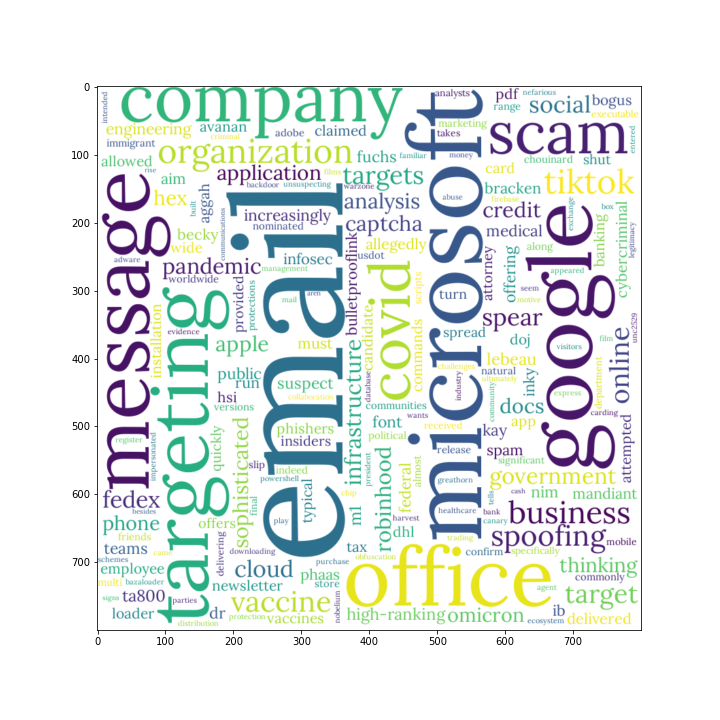 0
100
200
300
400
500
600
700
0 100 200 300 400 500 600 700
intended
company
analysts
pdf
nefarious
range
social
bogus
executable
engineering
avanan
adobe
claimed
criminal
marketing
takes
scam
entered
immigrant
organization
fuchs
familiar
money
chouinard
shut
allowed
rise
aim
application
films
targets
card
tiktok
message
hex
built
aggah
backdoor
unsuspecting
warzone
analysis
abuse
bracken
firebase
communications
increasingly
nominated
captcha
microsoft
credit
medical
exchange
box
legitimacy
becky
wide
email
infosec
bulletprooflink
usdot
allegedly
attorney
offering
along
google
banking
cybercriminal
adware
pandemic
management
worldwide
provided
protections
mail
aren
covid
scripts
turn
seem
appeared
motive
targeting
installation
evidence
must
candidate
commands
spread
spear
doj
visitors
film
online
unc2529
apple
public
run
suspect
infrastructure
database
challenges
lebeau
natural
inky
express
department
hsi
versions
collaboration
communities
wants
industry
ultimately
community
docs
app
carding
phishers
insiders
font
political
received
kay
attempted
register
impersonated
quickly
sophisticated
slip
indeed
powershell
president
federal
almost
release
spam
significant
greathorn
government
tells
cash
nim
mandiant
fedex
besides
offers
final
typical
chip
ml
robinhood
harvest
healthcare
bank
canary
business
phone
friends
play
dhl
trading
spoofing
mobile
teams
came
delivering
downloading
tax
confirm
specifically
schemes
employee
cloud
purchase
obfuscation
office
thinking
commonly
multi
bazaloader
newsletter
phaas
store
agent
target
signs
ta800
parties
vaccine
nobelium
loader
dr
protection
vaccines
high-ranking
omicron
ib
ecosystem
delivered
distribution